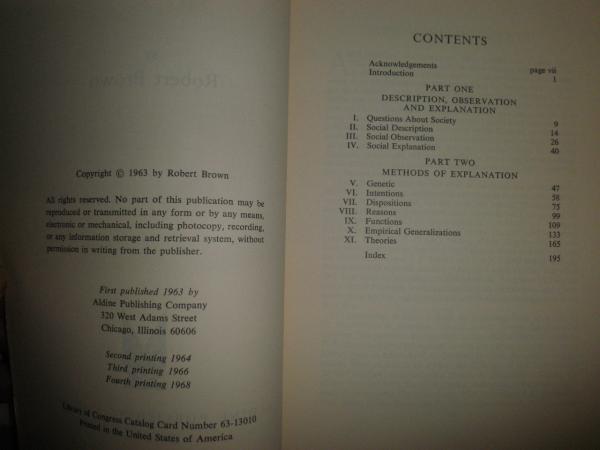 Copyright © 1963 by Robert Brown
All rights reserved. No part of this publication may be
reproduced or transmitted in any form or by any means,
electronic or mechanical, including photocopy, recording,
or any information storage and retrieval system, without
permission in writing from the publisher.
First published 1963 by
Aldine Publishing Company
320 West Adams Street
Chicago, Illinois 60606
Second printing 1964
Third printing 1966
Fourth printing 1968
Library of Congress Catalog Card Number 63-13010
Printed in the United States of America
CONTENTS
Acknowledgements page vii
Introduction 1
PART ONE
DESCRIPTION, OBSERVATION
AND EXPLANATION
I. Questions About Society 9
II. Social Description 14
III. Social Observation 26
IV. Social Explanation 40
PART TWO
METHODS OF EXPLANATION
V. Genetic 47
VI. Intentions 58
VII. Dispositions 75
VIII. Reasons 99
IX. Functions 109
X. Empirical Generalizations 133
XI. Theories 165
Index 195